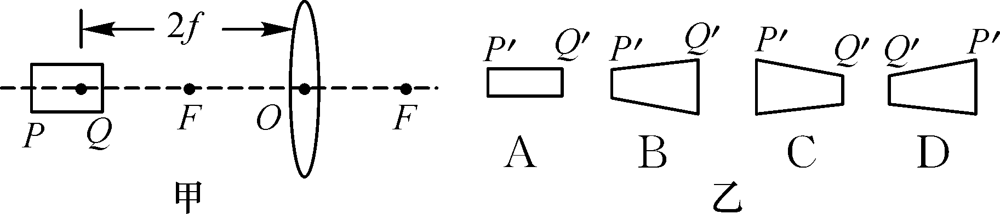 2f
P Q F O F
甲
P′ Q′ P′ Q′ P′ Q′ Q′ P′
A B C D
乙